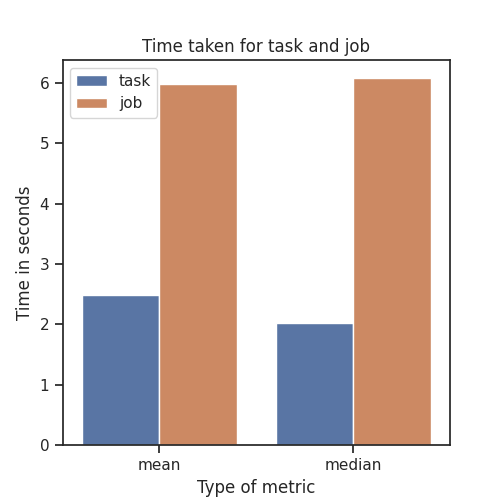 Time taken for task and job
task
job
6
5
4
3
2
1
0
Time in seconds
mean
median
Type of metric